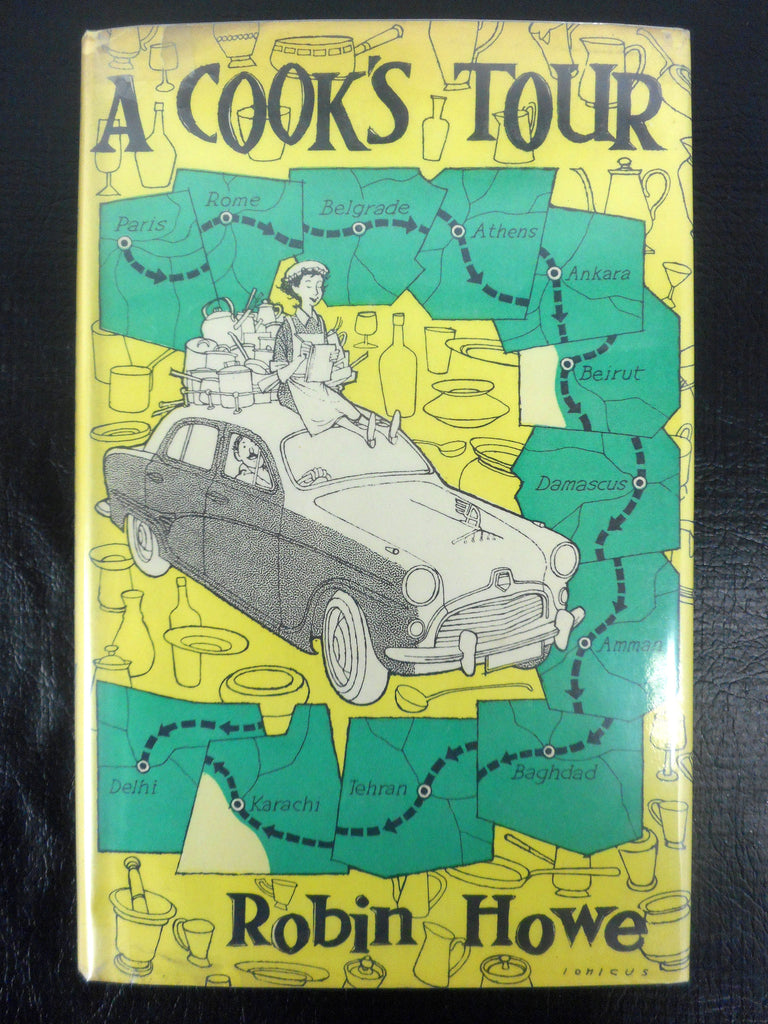 A COOK'S TOUR
Paris
Rome
Belgrade
Athens
Ankara
Beirut
Damascus
Amman
Baghdad
Tehran
Karachi
Delhi
Robin Howe
IONICUS